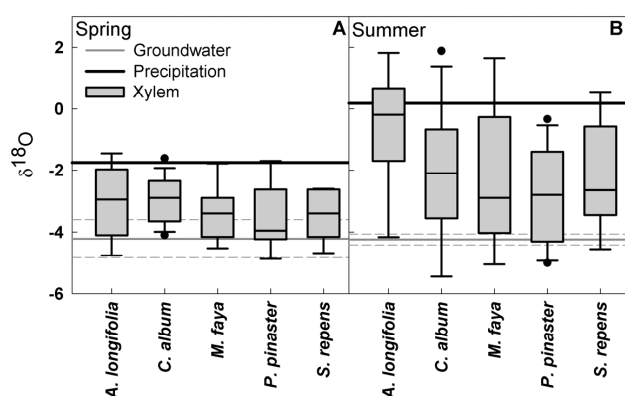 Spring A
Groundwater
Precipitation
Xylem
Summer B
δ18O
2
0
-2
-4
-6
A. longifolia
C. album
M. faya
P. pinaster
S. repens
A. longifolia
C. album
M. faya
P. pinaster
S. repens